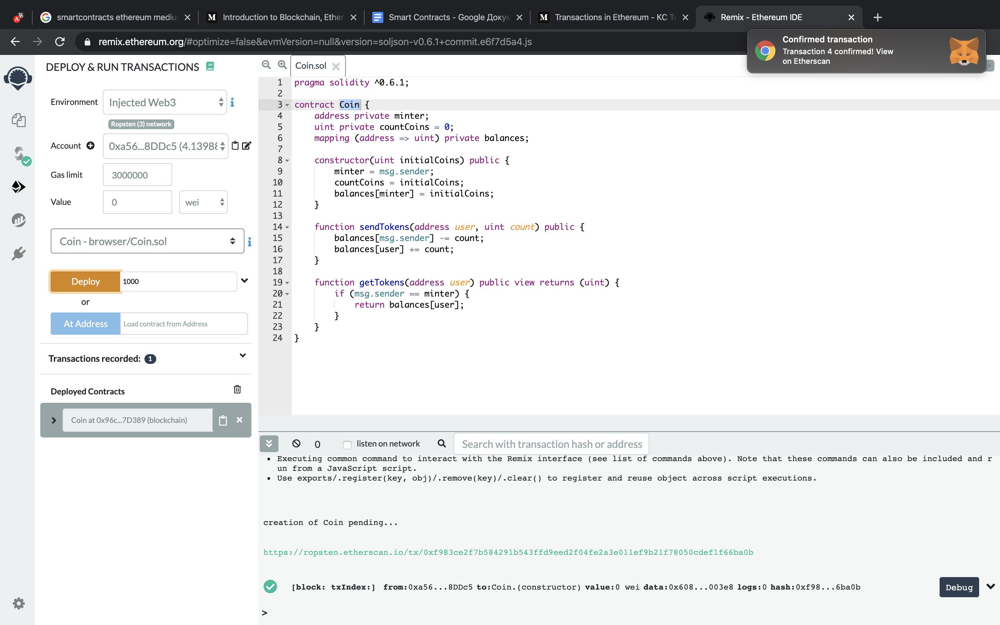 smartcontracts ethereum mediu
Introduction to Blockchain, Ether
Smart Contracts - Google Докум
Transactions in Ethereum - KC Ta
Remix - Ethereum IDE
remix.ethereum.org/#optimize=false&evmVersion=null&version=soljson-v0.6.1+commit.e6f7d5a4.js
Confirmed transaction
Transaction 4 confirmed! View
on Etherscan
DEPLOY & RUN TRANSACTIONS
Environment
Injected Web3
Ropsten (3) network
Account
0xa56...8DDc5 (4.13988
Gas limit
3000000
Value
0
wei
Coin - browser/Coin.sol
Deploy
1000
or
At Address
Load contract from Address
Transactions recorded: 1
Deployed Contracts
Coin at 0x96c...7D389 (blockchain)
Coin.sol
1 pragma solidity ^0.6.1;
2
3 contract Coin {
4 address private minter;
5 uint private countCoins = 0;
6 mapping (address => uint) private balances;
7
8 constructor(uint initialCoins) public {
9 minter = msg.sender;
10 countCoins = initialCoins;
11 balances[minter] = initialCoins;
12 }
13
14 function sendTokens(address user, uint count) public {
15 balances[msg.sender] -= count;
16 balances[user] += count;
17 }
18
19 function getTokens(address user) public view returns (uint) {
20 if (msg.sender == minter) {
21 return balances[user];
22 }
23 }
24 }
0
listen on network
Search with transaction hash or address
• Executing common command to interact with the Remix interface (see list of commands above). Note that these commands can also be included and r
un from a JavaScript script.
• Use exports/.register(key, obj)/.remove(key)/.clear() to register and reuse object across script executions.
creation of Coin pending...
https://ropsten.etherscan.io/tx/0xf983ce2f7b584291b543ffd9eed2f04fe2a3e011ef9b21f78050cdef1f66ba0b
[block: txIndex:] from:0xa56...8DDc5 to:Coin.(constructor) value:0 wei data:0x608...003e8 logs:0 hash:0xf98...6ba0b
Debug
>